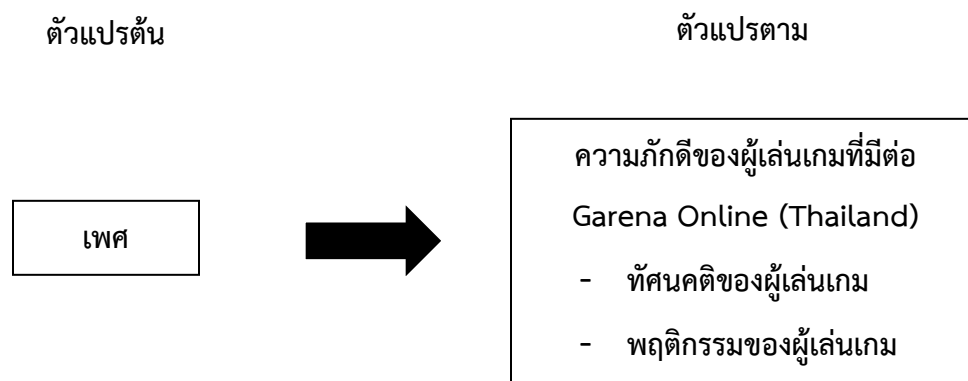 ตัวแปรต้น
ตัวแปรตาม
เพศ
ความภักดีของผู้เล่นเกมที่มีต่อ
Garena Online (Thailand)
- ทัศนคติของผู้เล่นเกม
- พฤติกรรมของผู้เล่นเกม